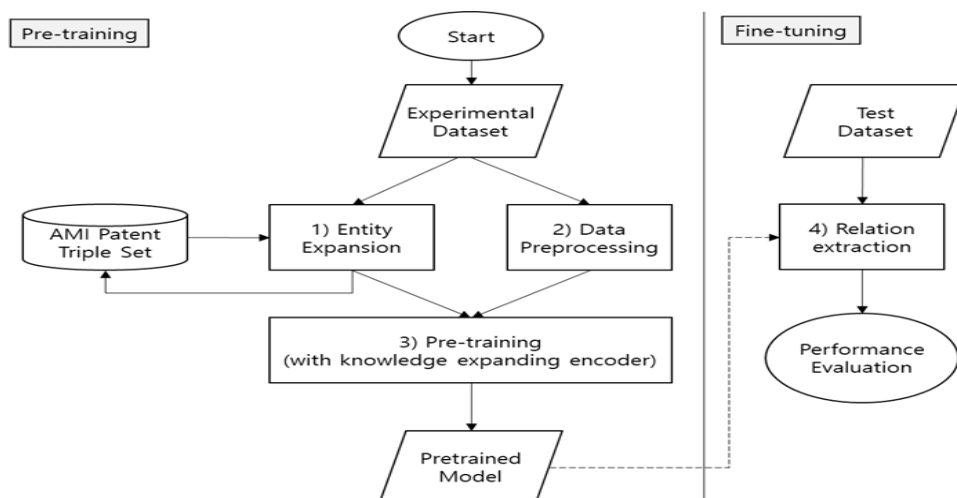 Pre-training
Start
Fine-tuning
Experimental
Dataset
Test
Dataset
AMI Patent
Triple Set
1) Entity
Expansion
2) Data
Preprocessing
4) Relation
extraction
3) Pre-training
(with knowledge expanding encoder)
Performance
Evaluation
Pretrained
Model